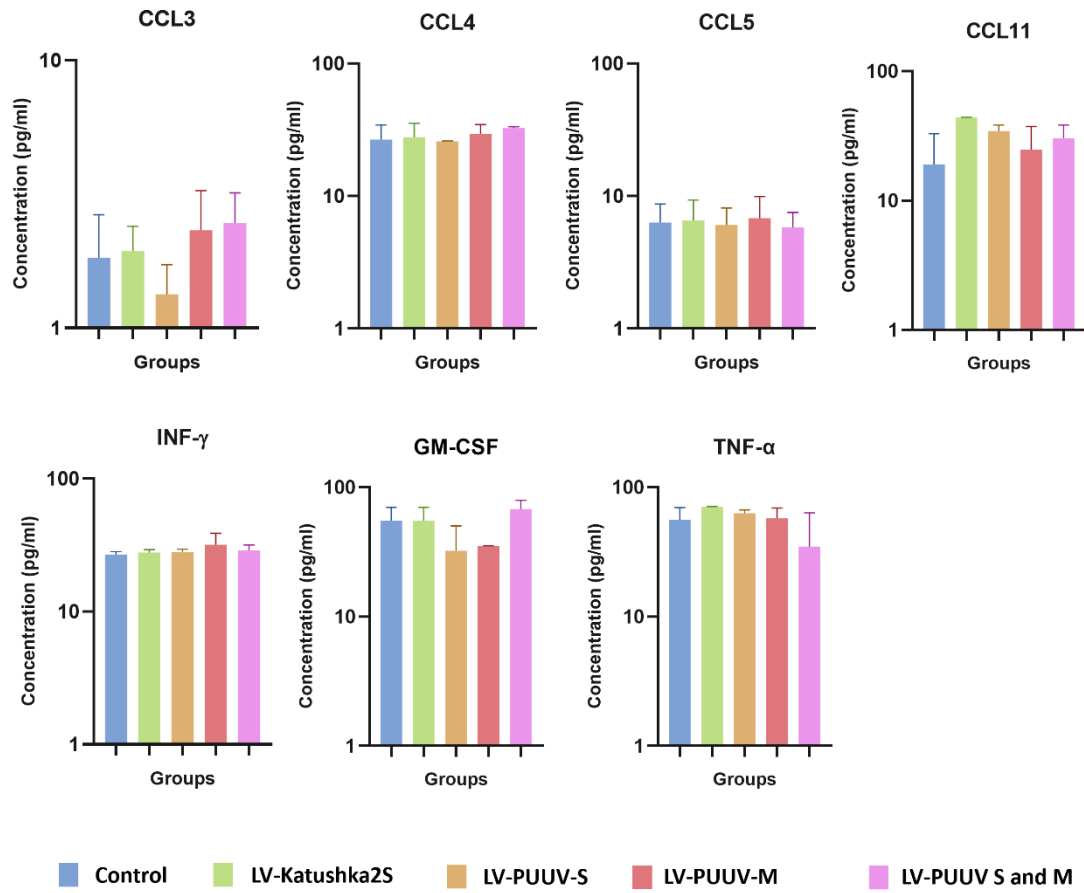 CCL3
CCL4
CCL5
CCL11
Concentration (pg/ml)
10
1
Groups
Concentration (pg/ml)
100
10
1
Groups
Concentration (pg/ml)
100
10
1
Groups
Concentration (pg/ml)
100
10
1
Groups
INF-γ
GM-CSF
TNF-α
Concentration (pg/ml)
100
10
1
Groups
Concentration (pg/ml)
100
10
1
Groups
Concentration (pg/ml)
100
10
1
Groups
Control LV-Katushka2S LV-PUUV-S LV-PUUV-M LV-PUUV S and M